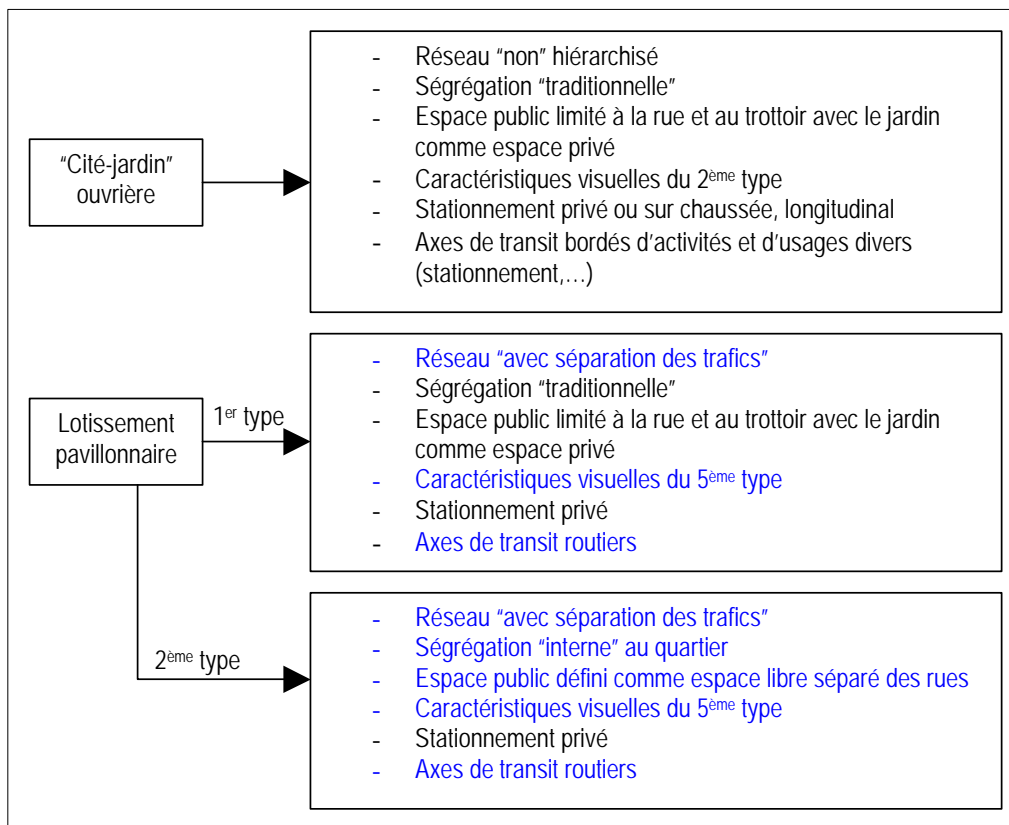 - Réseau “non” hiérarchisé
- Ségrégation “traditionnelle”
- Espace public limité à la rue et au trottoir avec le jardin
comme espace privé
- Caractéristiques visuelles du 2ème type
- Stationnement privé ou sur chaussée, longitudinal
- Axes de transit bordés d’activités et d’usages divers
(stationnement,…)
“Cité-jardin”
ouvrière
- Réseau “avec séparation des trafics”
- Ségrégation “traditionnelle”
- Espace public limité à la rue et au trottoir avec le jardin
comme espace privé
- Caractéristiques visuelles du 5ème type
- Stationnement privé
- Axes de transit routiers
Lotissement
pavillonnaire
1er type
- Réseau “avec séparation des trafics”
- Ségrégation “interne” au quartier
- Espace public défini comme espace libre séparé des rues
- Caractéristiques visuelles du 5ème type
- Stationnement privé
- Axes de transit routiers
2ème type